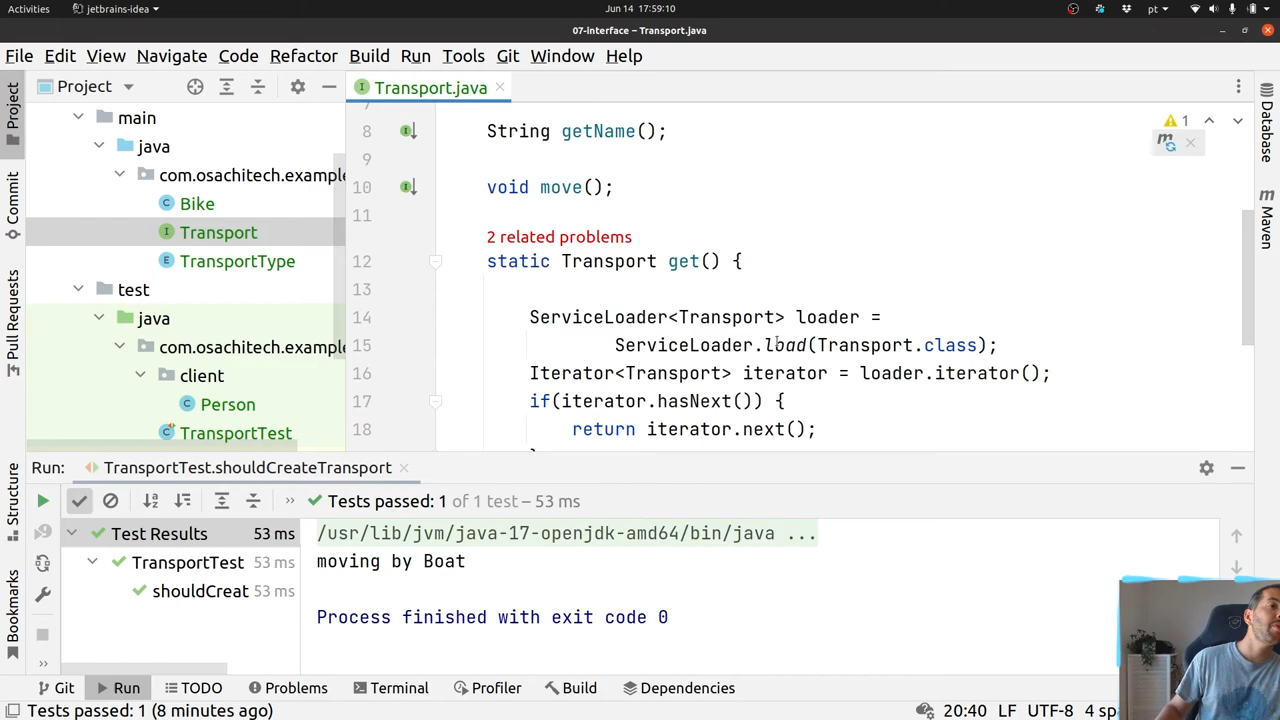 Activities
jetbrains-idea
Jun 14 17:59:10
pt
07-interface – Transport.java
File Edit View Navigate Code Refactor Build Run Tools Git Window Help
Project
Transport.java
Project
Commit
Pull Requests
Structure
Bookmarks
main
java
com.osachitech.example
Bike
Transport
TransportType
test
java
com.osachitech.example
client
Person
TransportTest
7
8 String getName();
9
10 void move();
11
2 related problems
12 static Transport get() {
13
14 ServiceLoader<Transport> loader =
15 ServiceLoader.load(Transport.class);
16 Iterator<Transport> iterator = loader.iterator();
17 if(iterator.hasNext()) {
18 return iterator.next();
}
1
m
Database
m
Maven
Run: TransportTest.shouldCreateTransport
Tests passed: 1 of 1 test – 53 ms
Test Results 53 ms
TransportTest 53 ms
shouldCreat 53 ms
/usr/lib/jvm/java-17-openjdk-amd64/bin/java ...
moving by Boat
Process finished with exit code 0
Git Run TODO Problems Terminal Profiler Build Dependencies
Tests passed: 1 (8 minutes ago)
20:40 LF UTF-8 4 spa